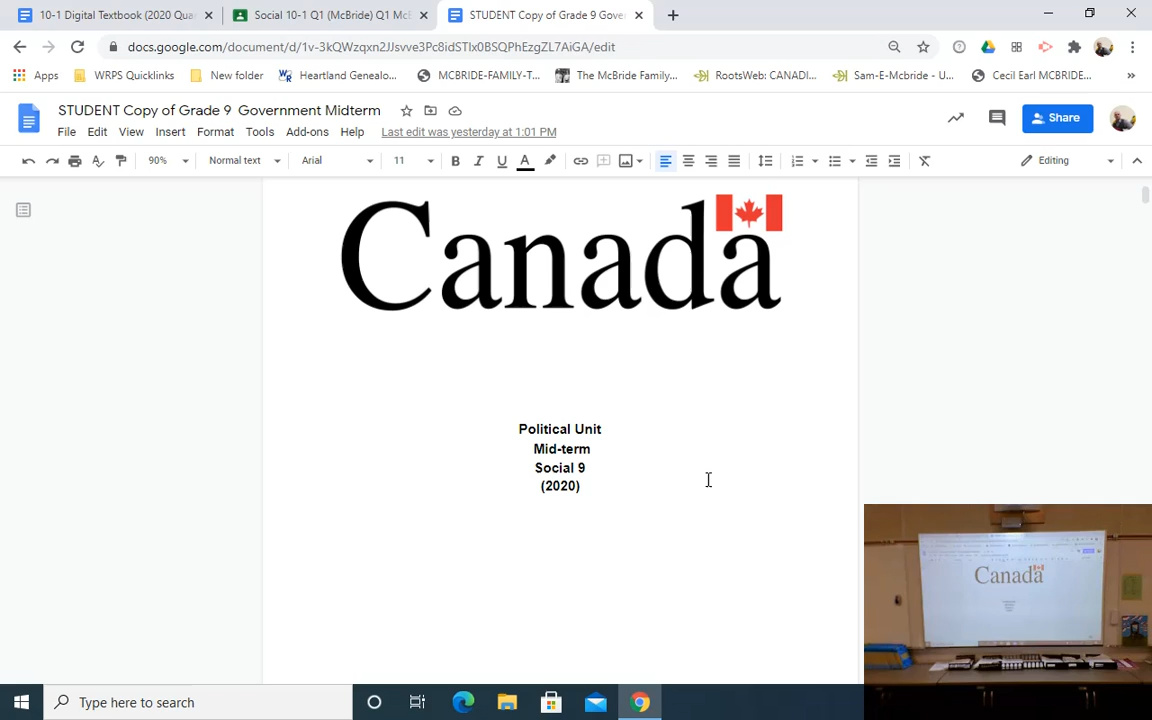 10-1 Digital Textbook (2020 Qua
Social 10-1 Q1 (McBride) Q1 McB
STUDENT Copy of Grade 9 Gover
docs.google.com/document/d/1v-3kQWzqxn2JJsvve3Pc8idSTIx0BSQPhEzgZL7AiGA/edit
Apps
WRPS Quicklinks
New folder
Heartland Genealo...
MCBRIDE-FAMILY-T...
The McBride Family...
RootsWeb: CANADI...
Sam-E-Mcbride - U...
Cecil Earl MCBRIDE...
STUDENT Copy of Grade 9 Government Midterm
Share
File Edit View Insert Format Tools Add-ons Help Last edit was yesterday at 1:01 PM
90% Normal text Arial 11 B I U A Editing
Canada
Political Unit
Mid-term
Social 9
(2020)
Canada
Type here to search